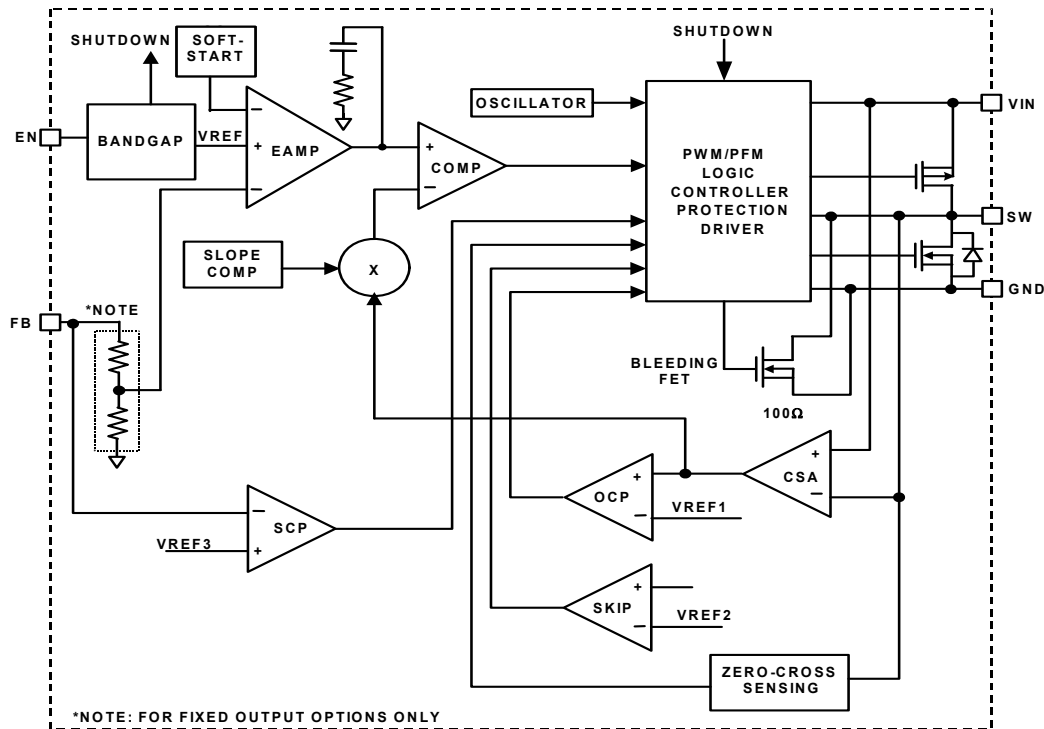 SHUTDOWN
SOFT-
START
SHUTDOWN
OSCILLATOR
VIN
EN
BANDGAP
VREF
−
+
−
EAMP
+
−
COMP
PWM/PFM
LOGIC
CONTROLLER
PROTECTION
DRIVER
SW
SLOPE
COMP
X
GND
*NOTE
FB
BLEEDING
FET
100Ω
+
−
CSA
+
−
OCP
VREF1
−
+
SCP
VREF3
+
−
SKIP
VREF2
ZERO-CROSS
SENSING
*NOTE: FOR FIXED OUTPUT OPTIONS ONLY